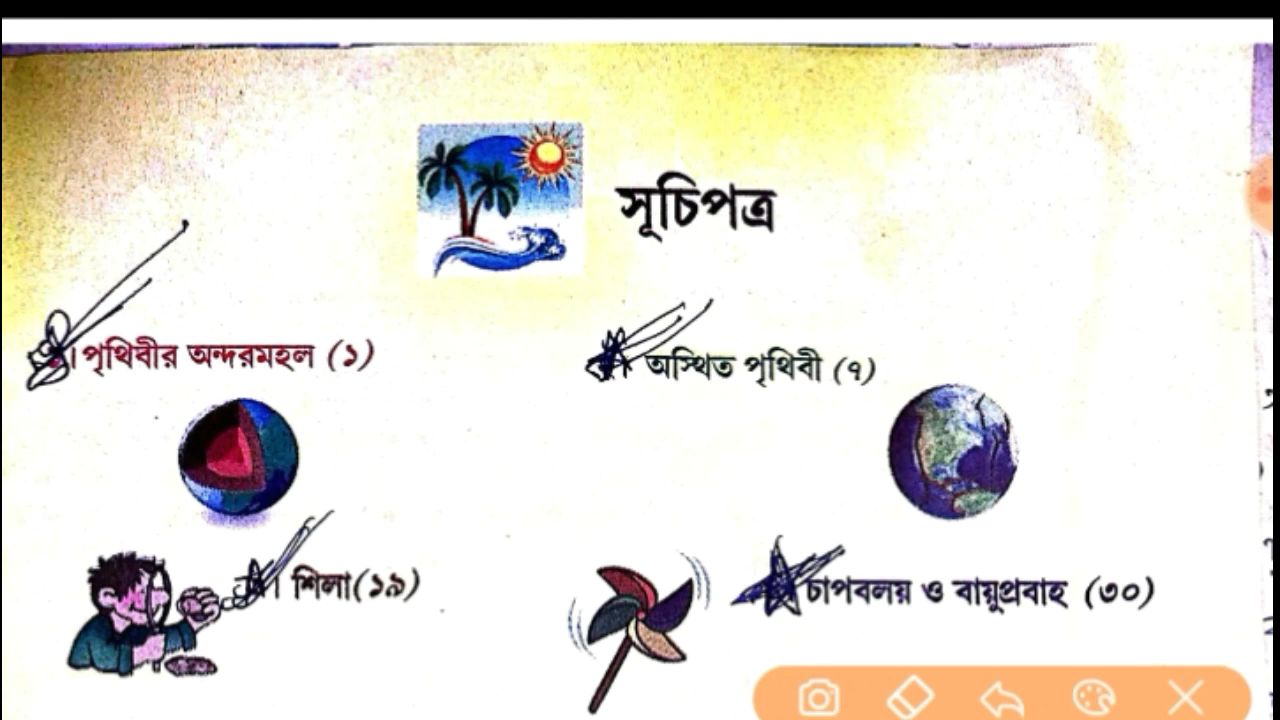 সূচিপত্র
। পৃথিবীর অন্দরমহল (১)
। অস্থিত পৃথিবী (৭)
। শিলা (১৯)
চাপবলয় ও বায়ুপ্রবাহ (৩০)